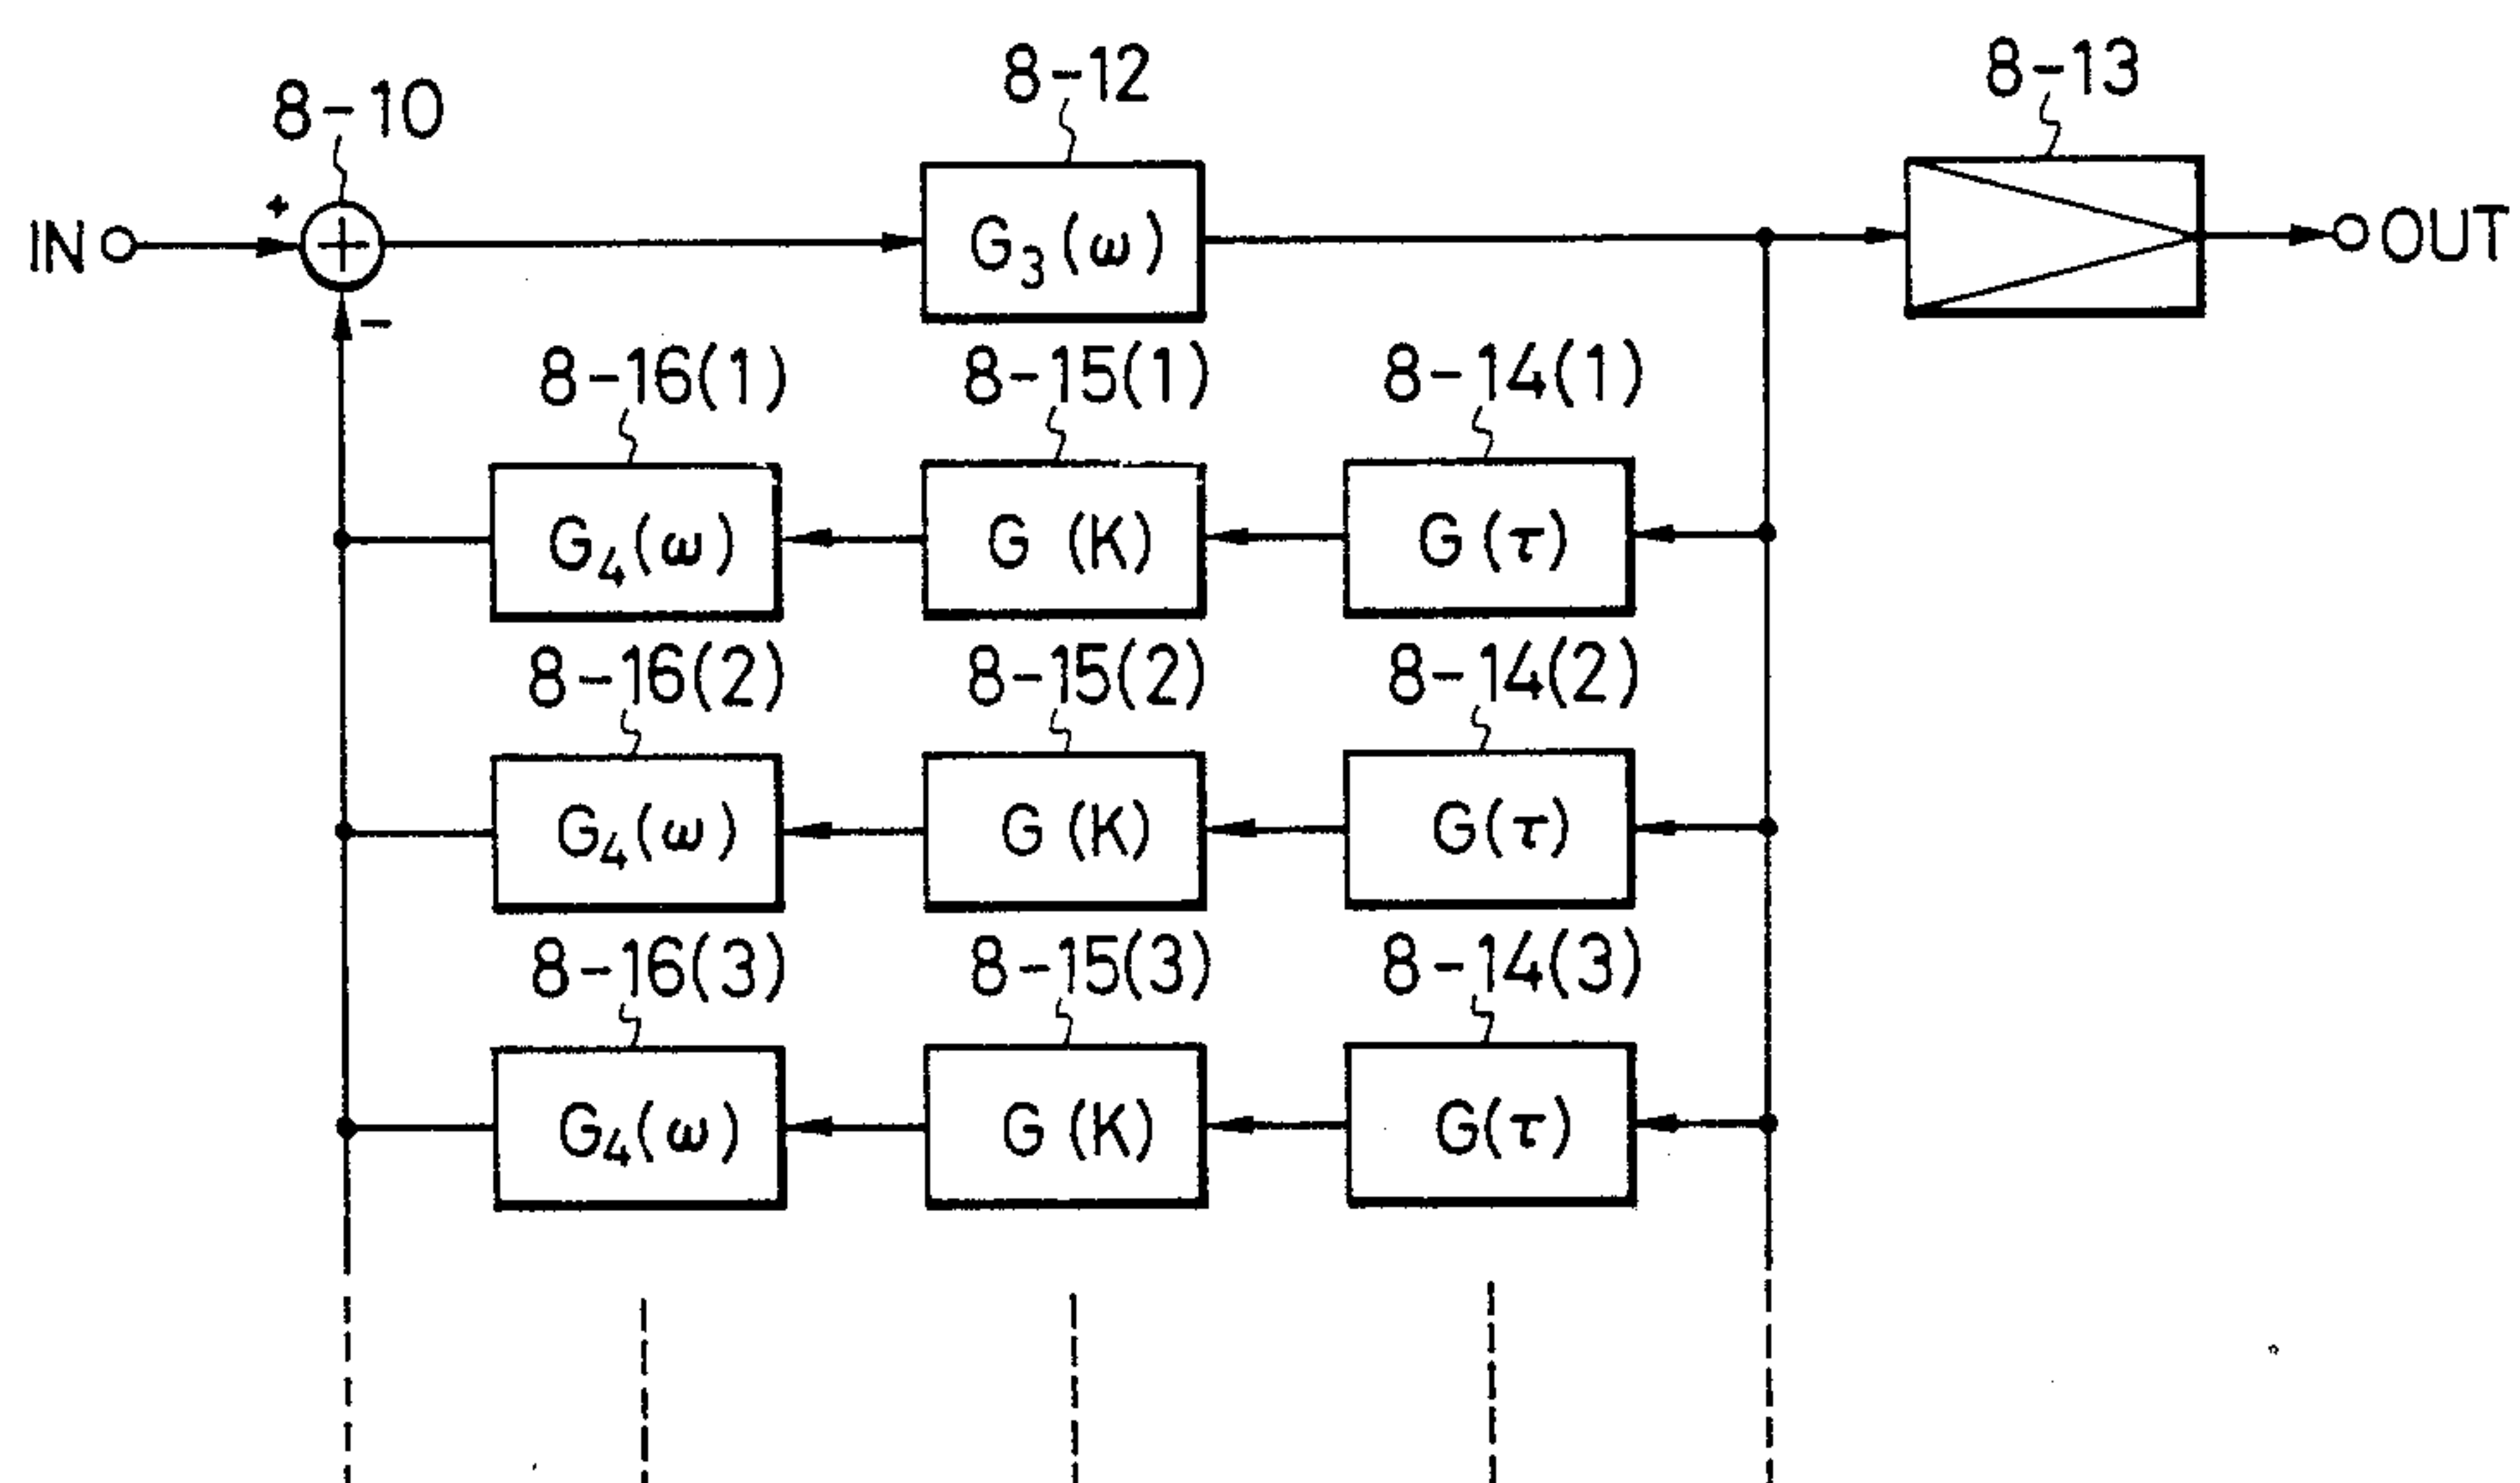 8-10
8-12
8-13
IN
+
G3(ω)
OUT
-
8-16(1)
8-15(1)
8-14(1)
G4(ω)
G (K)
G (τ)
8-16(2)
8-15(2)
8-14(2)
G4(ω)
G (K)
G(τ)
8-16(3)
8-15(3)
8-14(3)
G4(ω)
G (K)
G(τ)